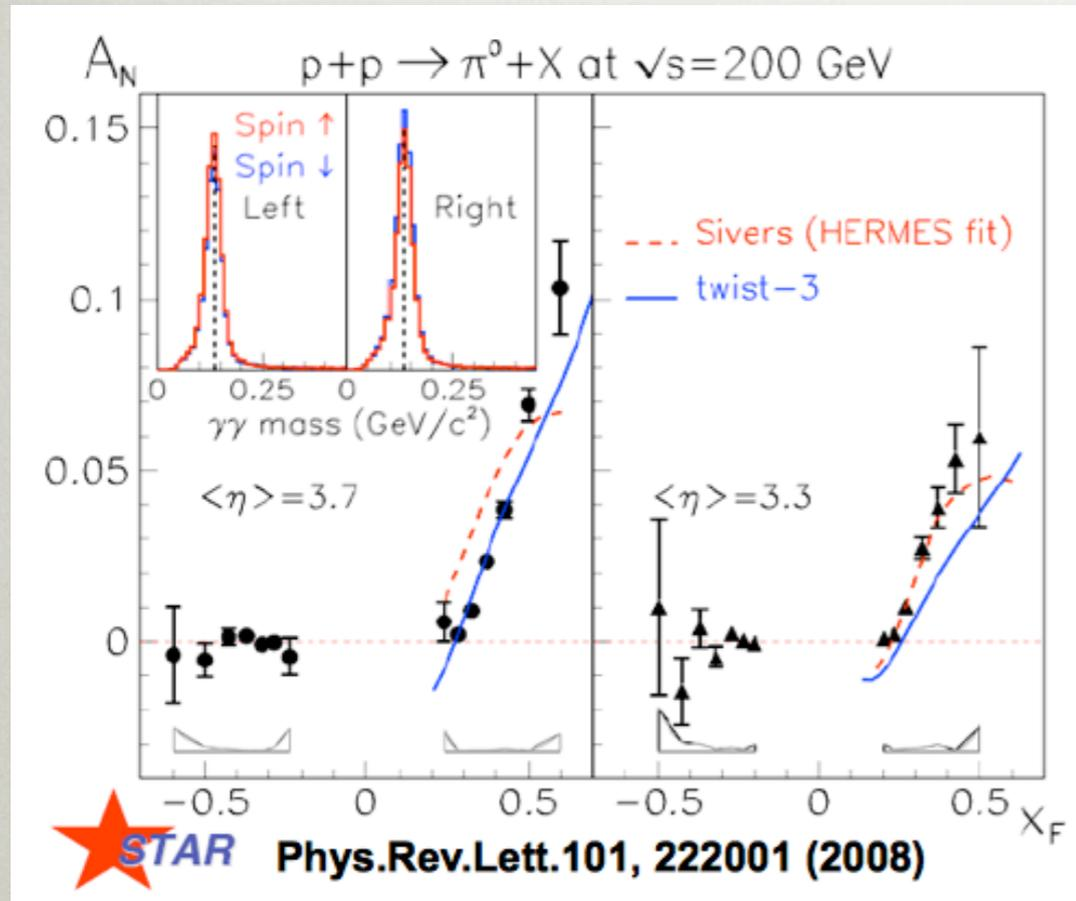 A_N p+p → π⁰+X at √s=200 GeV
0.15
0.1
0.05
0
Spin ↑
Spin ↓
Left
Right
0 0.25 0 0.25
γγ mass (GeV/c²)
<η>=3.7
Sivers (HERMES fit)
twist-3
<η>=3.3
−0.5 0 0.5 −0.5 0 0.5 X_F
STAR Phys.Rev.Lett.101, 222001 (2008)